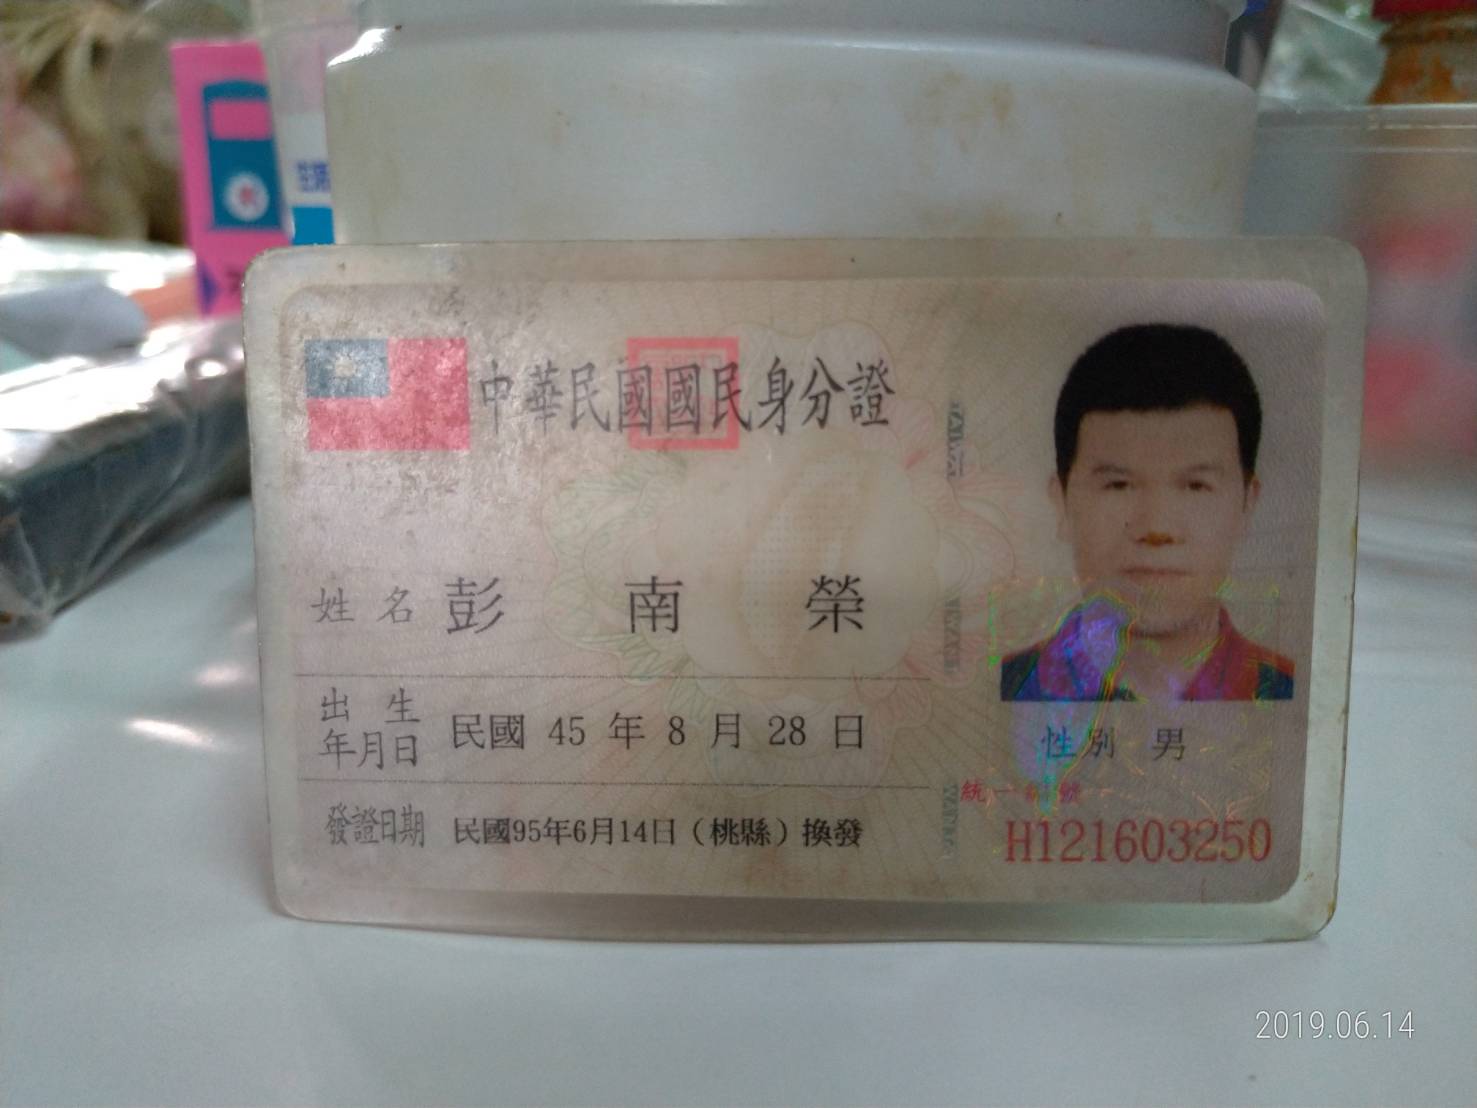 中華民國國民身分證
姓名 彭南榮
出生年月日 民國 45 年 8 月 28 日
性別 男
發證日期 民國95年6月14日（桃縣）換發
統一編號
H121603250
2019.06.14